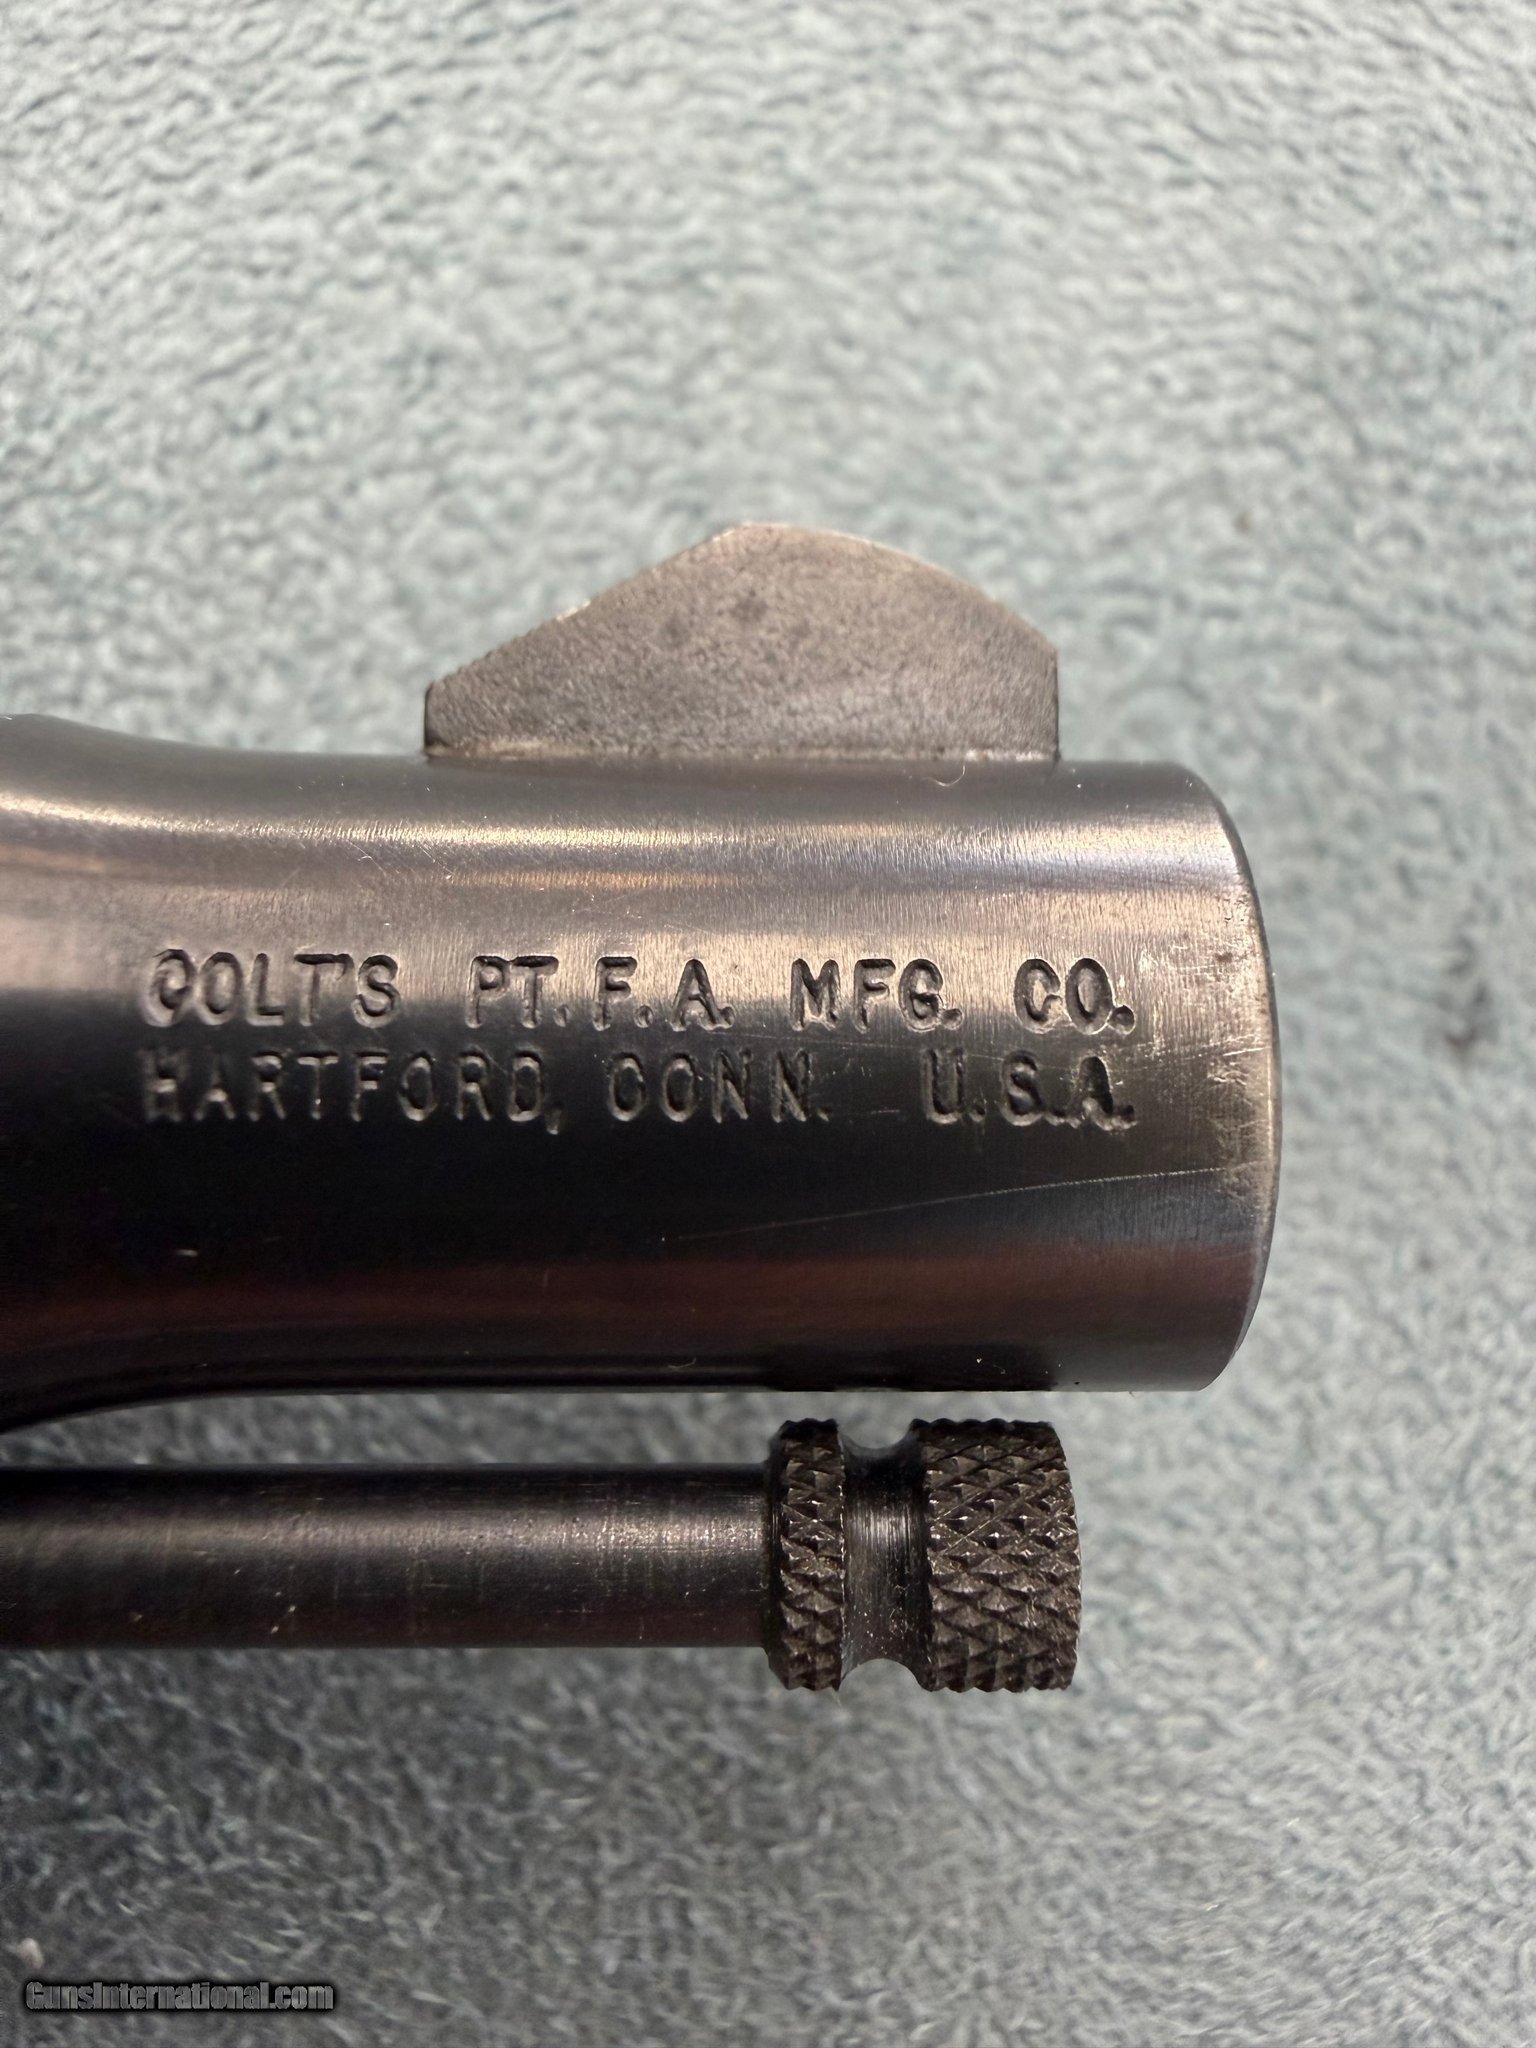 COLT'S PT. F. A. MFG. CO.
HARTFORD, CONN. U.S.A.
GunsInternational.com